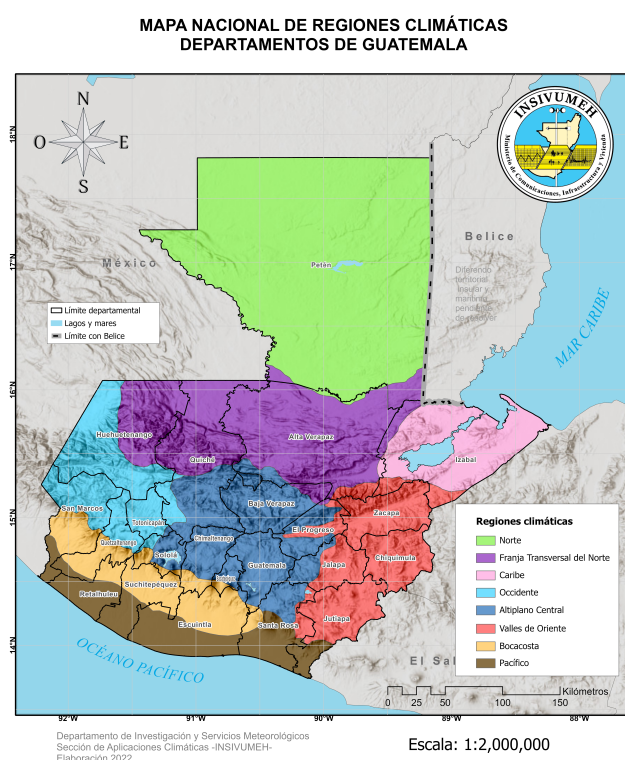 MAPA NACIONAL DE REGIONES CLIMÁTICAS
DEPARTAMENTOS DE GUATEMALA
N
O
E
S
INSIVUMEH
Ministerio de Comunicaciones, Infraestructura y Vivienda
18°N
17°N
16°N
15°N
14°N
México
Petén
Belice
Diferendo
territorial
insular y
marítimo
pendiente
de resolver
MAR CARIBE
Límite departamental
Lagos y mares
Límite con Belice
Huehuetenango
Alta Verapaz
Quiché
Izabal
San Marcos
Baja Verapaz
Zacapa
Totonicapán
Quetzaltenango
El Progreso
Chimaltenango
Sololá
Guatemala
Jalapa
Chiquimula
Suchitepéquez
Retalhuleu
Escuintla
Santa Rosa
Jutiapa
OCÉANO PACÍFICO
El Sal
Regiones climáticas
Norte
Franja Transversal del Norte
Caribe
Occidente
Altiplano Central
Valles de Oriente
Bocacosta
Pacífico
Kilómetros
0 25 50 100 150
92°W 91°W 90°W 89°W 88°W
Departamento de Investigación y Servicios Meteorológicos
Sección de Aplicaciones Climáticas -INSIVUMEH-
Elaboración 2022
Escala: 1:2,000,000